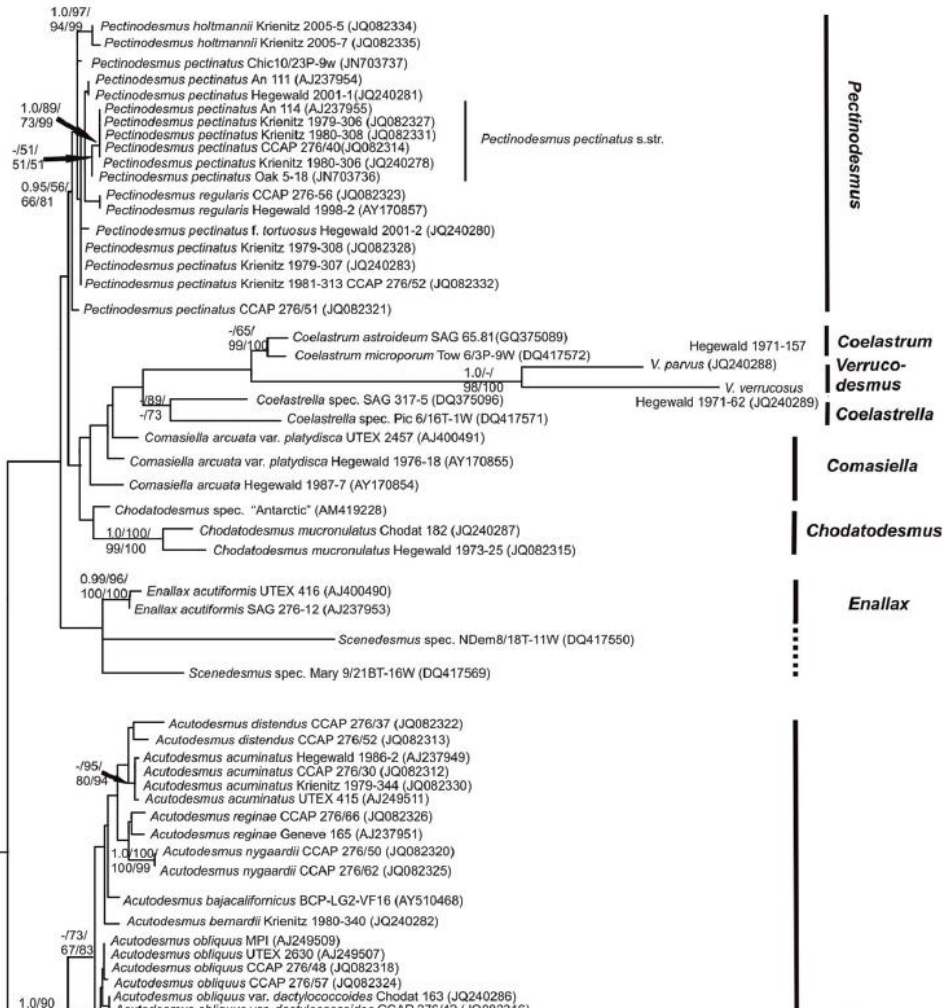 1.0/97/
94/99
Pectinodesmus holtmannii Krienitz 2005-5 (JQ082334)
Pectinodesmus holtmannii Krienitz 2005-7 (JQ082335)
Pectinodesmus pectinatus Chic10/23P-9w (JN703737)
Pectinodesmus pectinatus An 111 (AJ237954)
Pectinodesmus pectinatus Hegewald 2001-1(JQ240281)
1.0/89/
73/99
Pectinodesmus pectinatus An 114 (AJ237955)
Pectinodesmus pectinatus Krienitz 1979-306 (JQ082327)
Pectinodesmus pectinatus Krienitz 1980-308 (JQ082331)
Pectinodesmus pectinatus CCAP 276/40(JQ082314)
Pectinodesmus pectinatus Krienitz 1980-306 (JQ240278)
Pectinodesmus pectinatus Oak 5-18 (JN703736)
Pectinodesmus pectinatus s.str.
-/51/
51/51
0.95/56/
66/81
Pectinodesmus regularis CCAP 276-56 (JQ082323)
Pectinodesmus regularis Hegewald 1998-2 (AY170857)
Pectinodesmus pectinatus f. tortuosus Hegewald 2001-2 (JQ240280)
Pectinodesmus pectinatus Krienitz 1979-308 (JQ082328)
Pectinodesmus pectinatus Krienitz 1979-307 (JQ240283)
Pectinodesmus pectinatus Krienitz 1981-313 CCAP 276/52 (JQ082332)
Pectinodesmus pectinatus CCAP 276/51 (JQ082321)
Pectinodesmus
-/65/
99/100
Coelastrum astroideum SAG 65.81(GQ375089)
Coelastrum microporum Tow 6/3P-9W (DQ417572)
Coelastrum
1.0/-/
98/100
Hegewald 1971-157
V. parvus (JQ240288)
V. verrucosus
Hegewald 1971-62 (JQ240289)
Verruco-
desmus
-/89/
-/73
Coelastrella spec. SAG 317-5 (DQ375096)
Coelastrella spec. Pic 6/16T-1W (DQ417571)
Coelastrella
Comasiella arcuata var. platydisca UTEX 2457 (AJ400491)
Comasiella arcuata var. platydisca Hegewald 1976-18 (AY170855)
Comasiella arcuata Hegewald 1987-7 (AY170854)
Comasiella
Chodatodesmus spec. "Antarctic" (AM419228)
1.0/100/
99/100
Chodatodesmus mucronulatus Chodat 182 (JQ240287)
Chodatodesmus mucronulatus Hegewald 1973-25 (JQ082315)
Chodatodesmus
0.99/96/
100/100
Enallax acutiformis UTEX 416 (AJ400490)
Enallax acutiformis SAG 276-12 (AJ237953)
Enallax
Scenedesmus spec. NDem8/18T-11W (DQ417550)
Scenedesmus spec. Mary 9/21BT-16W (DQ417569)
Acutodesmus distendus CCAP 276/37 (JQ082322)
Acutodesmus distendus CCAP 276/52 (JQ082313)
-/95/
80/94
Acutodesmus acuminatus Hegewald 1986-2 (AJ237949)
Acutodesmus acuminatus CCAP 276/30 (JQ082312)
Acutodesmus acuminatus Krienitz 1979-344 (JQ082330)
Acutodesmus acuminatus UTEX 415 (AJ249511)
Acutodesmus reginae CCAP 276/66 (JQ082326)
Acutodesmus reginae Geneve 165 (AJ237951)
1.0/100/
100/99
Acutodesmus nygaardii CCAP 276/50 (JQ082320)
Acutodesmus nygaardii CCAP 276/62 (JQ082325)
Acutodesmus bajacalifornicus BCP-LG2-VF16 (AY510468)
Acutodesmus bernardii Krienitz 1980-340 (JQ240282)
-/73/
67/83
Acutodesmus obliquus MPI (AJ249509)
Acutodesmus obliquus UTEX 2630 (AJ249507)
Acutodesmus obliquus CCAP 276/48 (JQ082318)
Acutodesmus obliquus CCAP 276/57 (JQ082324)
Acutodesmus obliquus var. dactylococcoides Chodat 163 (JQ240286)
1.0/90